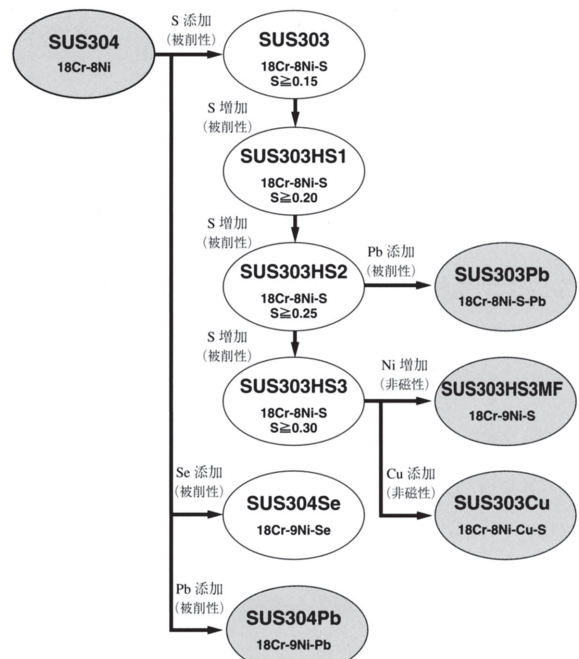 SUS304
18Cr-8Ni
S 添加
（被削性）
SUS303
18Cr-8Ni-S
S≧0.15
S 増加
（被削性）
SUS303HS1
18Cr-8Ni-S
S≧0.20
S 増加
（被削性）
SUS303HS2
18Cr-8Ni-S
S≧0.25
Pb 添加
（被削性）
SUS303Pb
18Cr-8Ni-S-Pb
S 増加
（被削性）
SUS303HS3
18Cr-8Ni-S
S≧0.30
Ni 増加
（非磁性）
SUS303HS3MF
18Cr-9Ni-S
Cu 添加
（非磁性）
SUS303Cu
18Cr-8Ni-Cu-S
Se 添加
（被削性）
SUS304Se
18Cr-9Ni-Se
Pb 添加
（被削性）
SUS304Pb
18Cr-9Ni-Pb